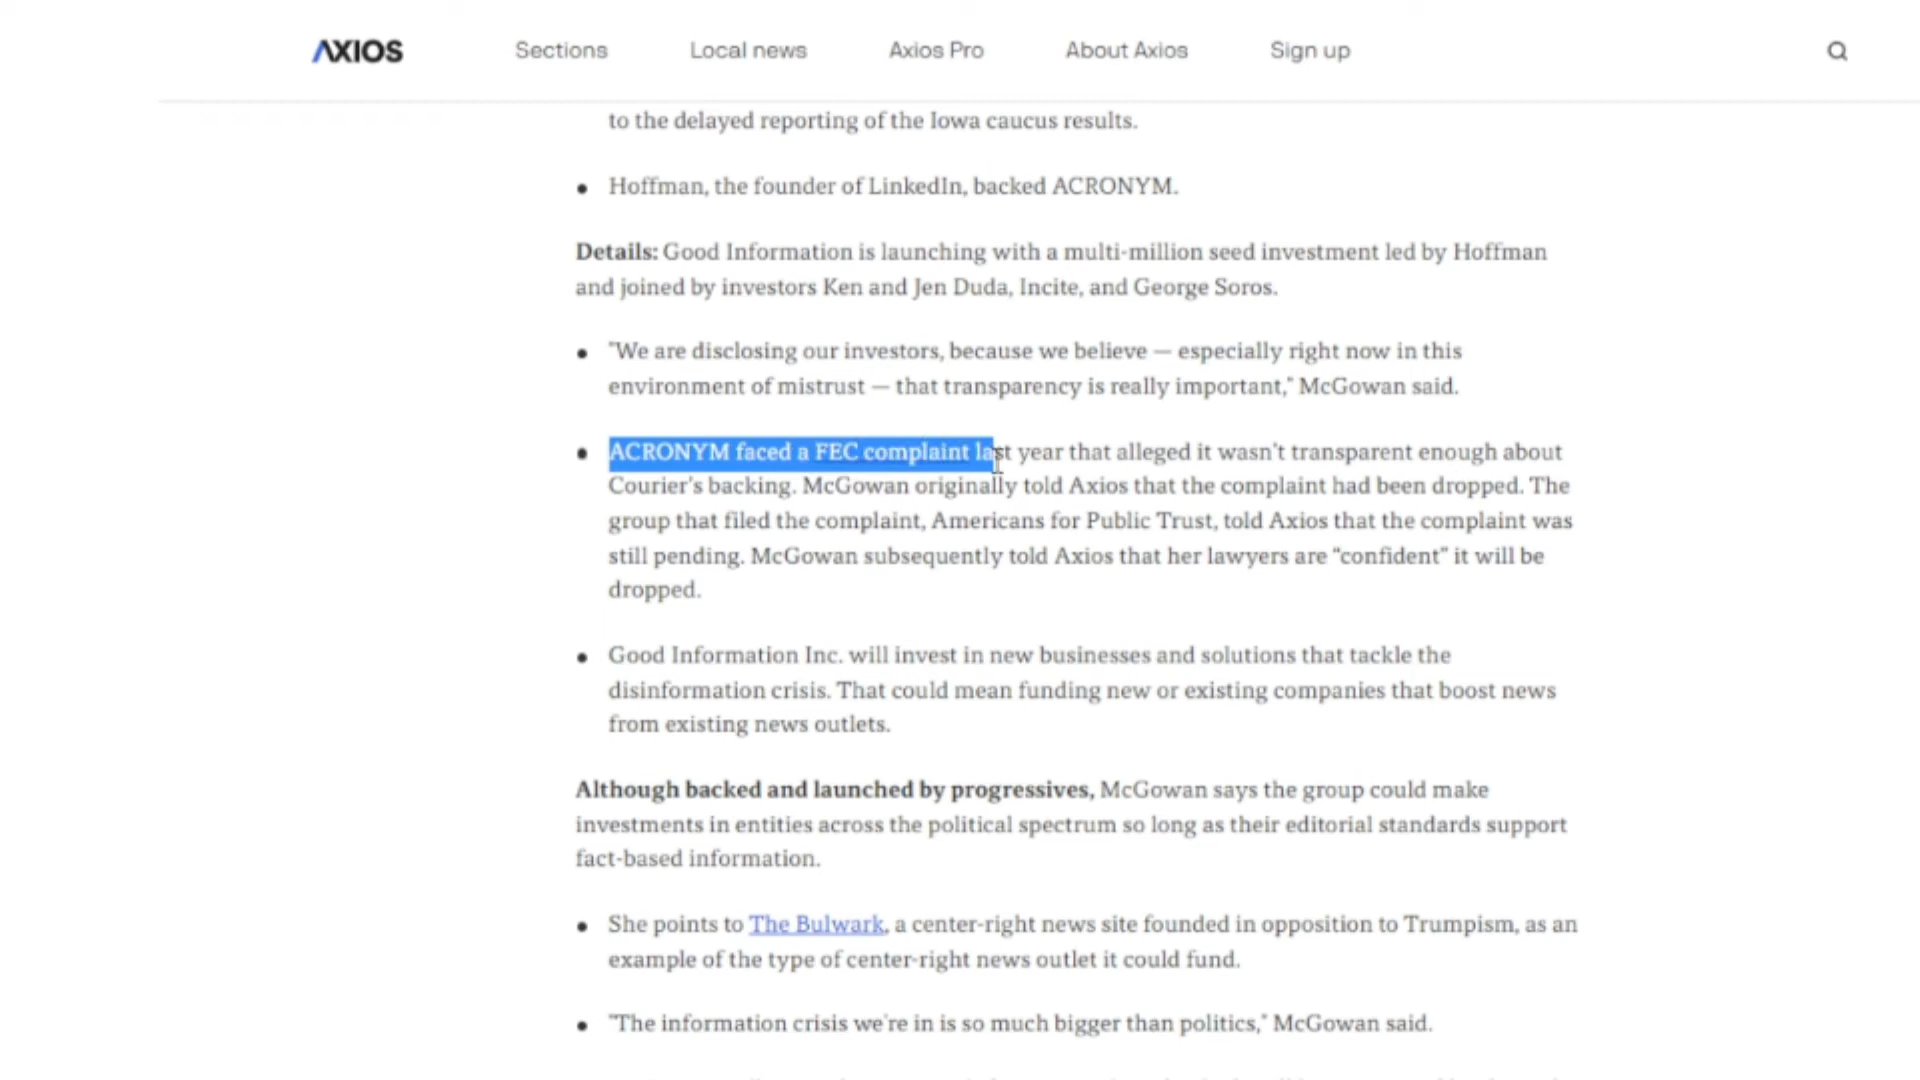 AXIOS
Sections
Local news
Axios Pro
About Axios
Sign up
to the delayed reporting of the Iowa caucus results.
• Hoffman, the founder of LinkedIn, backed ACRONYM.
Details: Good Information is launching with a multi-million seed investment led by Hoffman
and joined by investors Ken and Jen Duda, Incite, and George Soros.
• "We are disclosing our investors, because we believe — especially right now in this
environment of mistrust — that transparency is really important," McGowan said.
• ACRONYM faced a FEC complaint last year that alleged it wasn't transparent enough about
Courier's backing. McGowan originally told Axios that the complaint had been dropped. The
group that filed the complaint, Americans for Public Trust, told Axios that the complaint was
still pending. McGowan subsequently told Axios that her lawyers are “confident” it will be
dropped.
• Good Information Inc. will invest in new businesses and solutions that tackle the
disinformation crisis. That could mean funding new or existing companies that boost news
from existing news outlets.
Although backed and launched by progressives, McGowan says the group could make
investments in entities across the political spectrum so long as their editorial standards support
fact-based information.
• She points to The Bulwark, a center-right news site founded in opposition to Trumpism, as an
example of the type of center-right news outlet it could fund.
• "The information crisis we're in is so much bigger than politics," McGowan said.